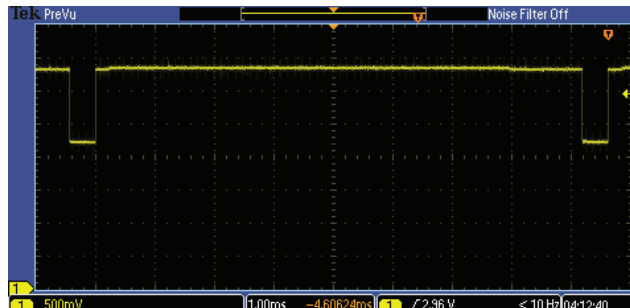 Tek PreVu
Noise Filter Off
T
T
1
1 500mV 1.00ms -4.60624ms 1 2.96 V < 10 Hz 04:12:40